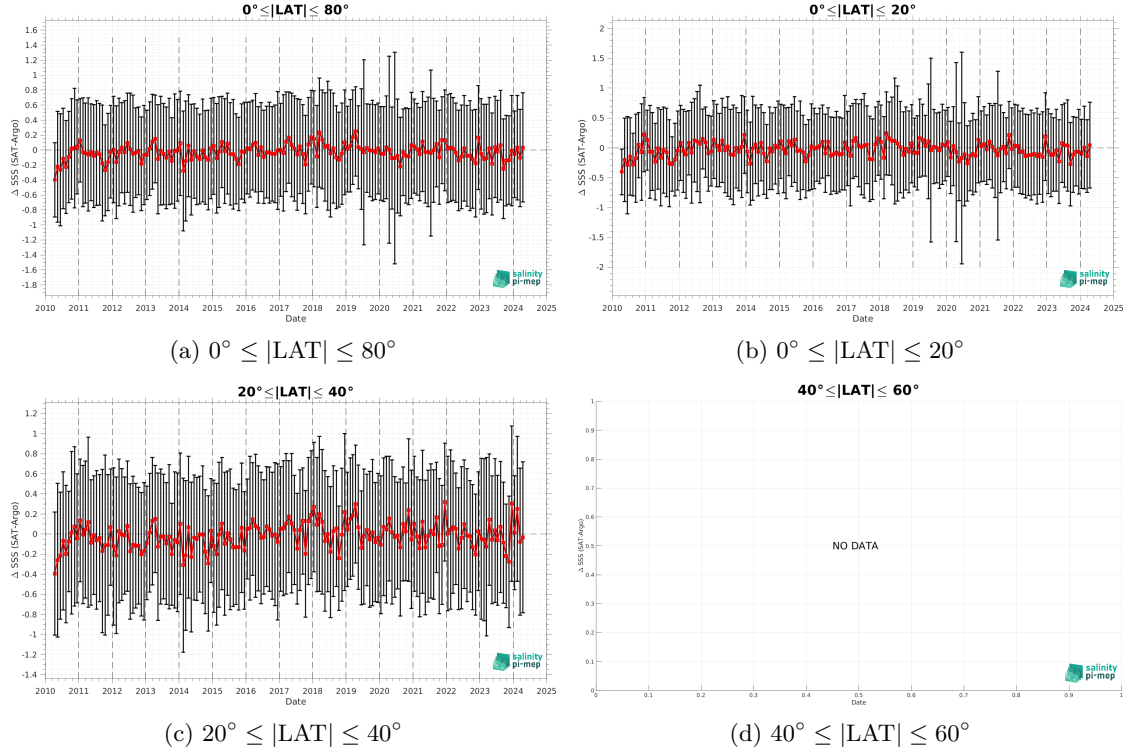 0°≤|LAT|≤ 80°
Δ SSS (SAT-Argo)
1.6
1.4
1.2
1
0.8
0.6
0.4
0.2
0
-0.2
-0.4
-0.6
-0.8
-1
-1.2
-1.4
-1.6
-1.8
2010 2011 2012 2013 2014 2015 2016 2017 2018 2019 2020 2021 2022 2023 2024 2025
Date
salinity
pi-mep
(a) 0° ≤ |LAT| ≤ 80°
0°≤|LAT|≤ 20°
Δ SSS (SAT-Argo)
2
1.5
1
0.5
0
-0.5
-1
-1.5
-2
2010 2011 2012 2013 2014 2015 2016 2017 2018 2019 2020 2021 2022 2023 2024 2025
Date
salinity
pi-mep
(b) 0° ≤ |LAT| ≤ 20°
20°≤|LAT|≤ 40°
Δ SSS (SAT-Argo)
1.2
1
0.8
0.6
0.4
0.2
0
-0.2
-0.4
-0.6
-0.8
-1
-1.2
-1.4
2010 2011 2012 2013 2014 2015 2016 2017 2018 2019 2020 2021 2022 2023 2024 2025
Date
salinity
pi-mep
(c) 20° ≤ |LAT| ≤ 40°
40°≤|LAT|≤ 60°
Δ SSS (SAT-Argo)
1
0.9
0.8
0.7
0.6
0.5
0.4
0.3
0.2
0.1
0
NO DATA
0 0.1 0.2 0.3 0.4 0.5 0.6 0.7 0.8 0.9 1
Date
salinity
pi-mep
(d) 40° ≤ |LAT| ≤ 60°